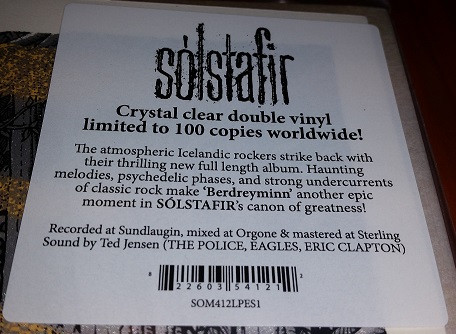 sólstafir
Crystal clear double vinyl
limited to 100 copies worldwide!
The atmospheric Icelandic rockers strike back with
their thrilling new full length album. Haunting
melodies, psychedelic phases, and strong undercurrents
of classic rock make ‘Berdreyminn’ another epic
moment in SÓLSTAFIR's canon of greatness!
Recorded at Sundlaugin, mixed at Orgone & mastered at Sterling
Sound by Ted Jensen (THE POLICE, EAGLES, ERIC CLAPTON)
8 22603 54121 2
SOM412LPES1